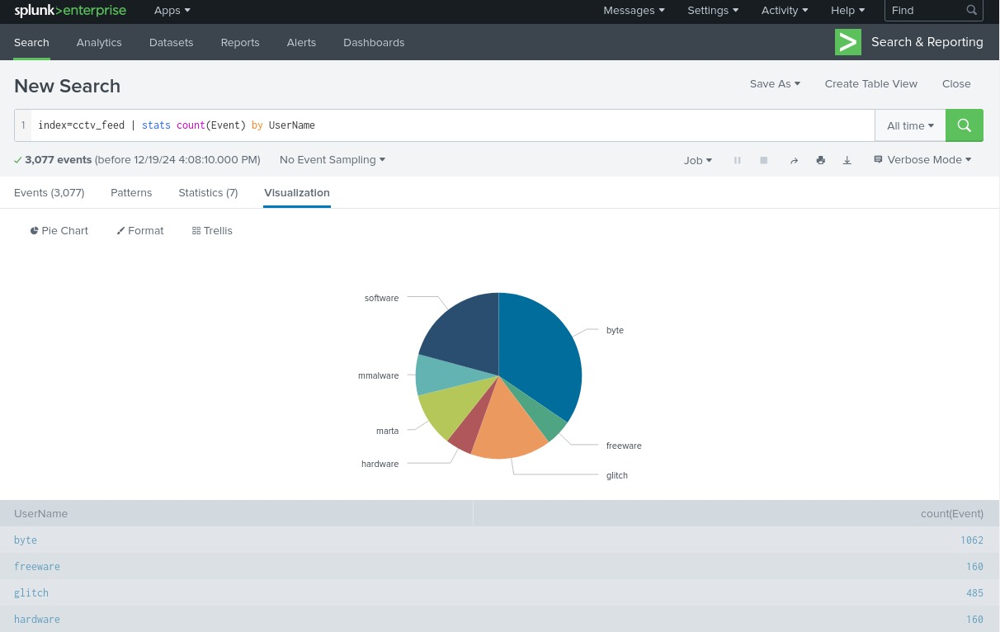 splunk>enterprise Apps Messages Settings Activity Help Find
Search Analytics Datasets Reports Alerts Dashboards > Search & Reporting
New Search Save As Create Table View Close
1 index=cctv_feed | stats count(Event) by UserName All time
3,077 events (before 12/19/24 4:08:10.000 PM) No Event Sampling Job Verbose Mode
Events (3,077) Patterns Statistics (7) Visualization
Pie Chart Format Trellis
software
byte
mmalware
marta
freeware
hardware
glitch
UserName count(Event)
byte 1062
freeware 160
glitch 485
hardware 160